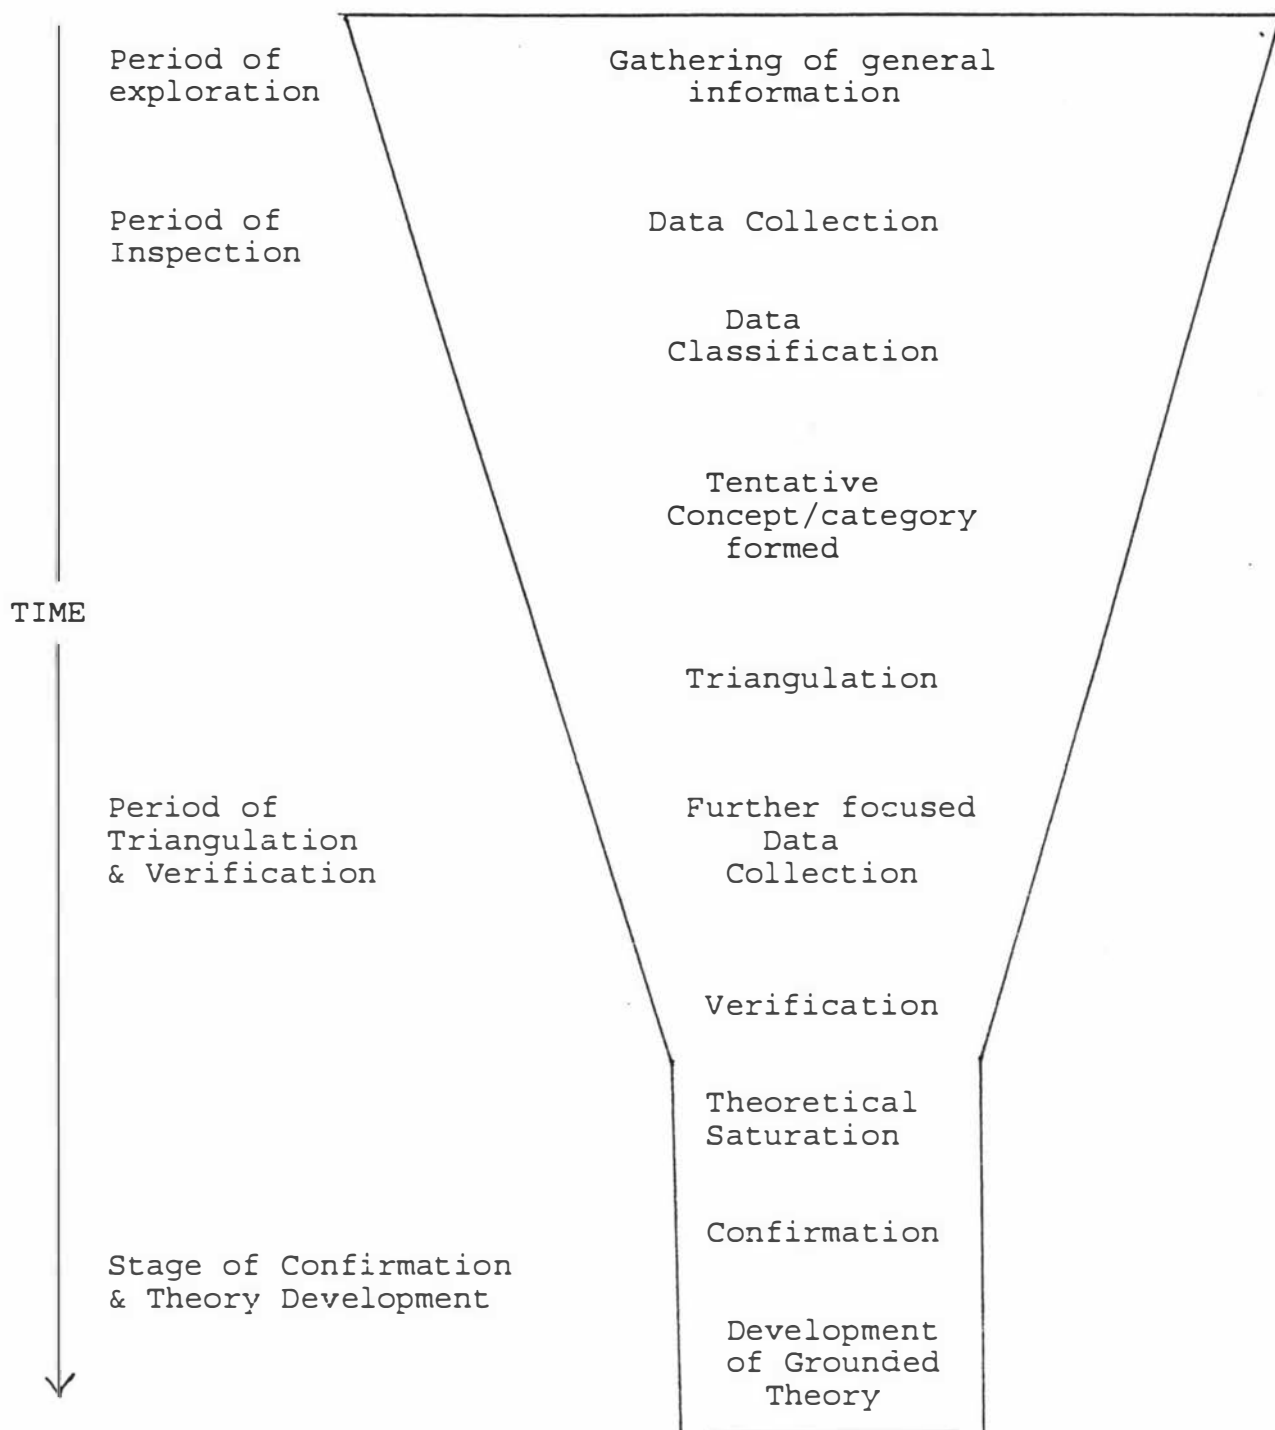 Period of
exploration
Gathering of general
information
Period of
Inspection
Data Collection
Data
Classification
Tentative
Concept/category
formed
TIME
Triangulation
Period of
Triangulation
& Verification
Further focused
Data
Collection
Verification
Theoretical
Saturation
Confirmation
Stage of Confirmation
& Theory Development
Development
of Grounded
Theory